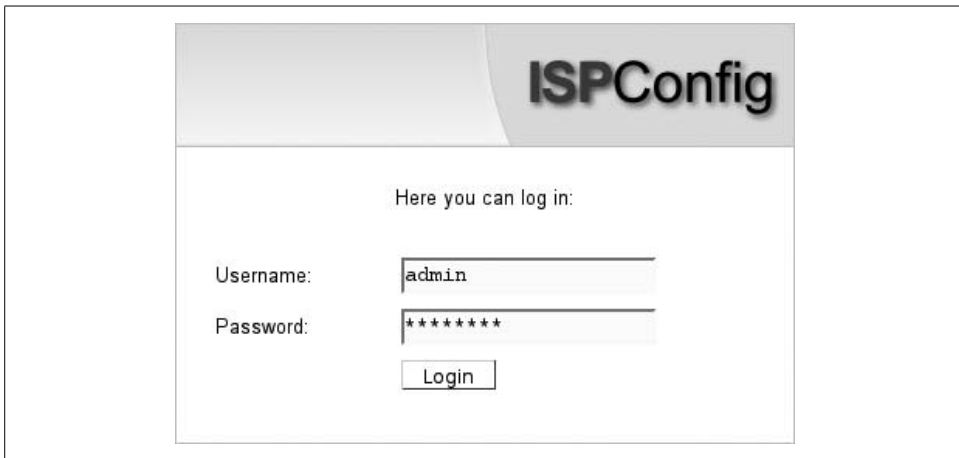 ISPConfig
Here you can log in:
Username: admin
Password: ********
Login